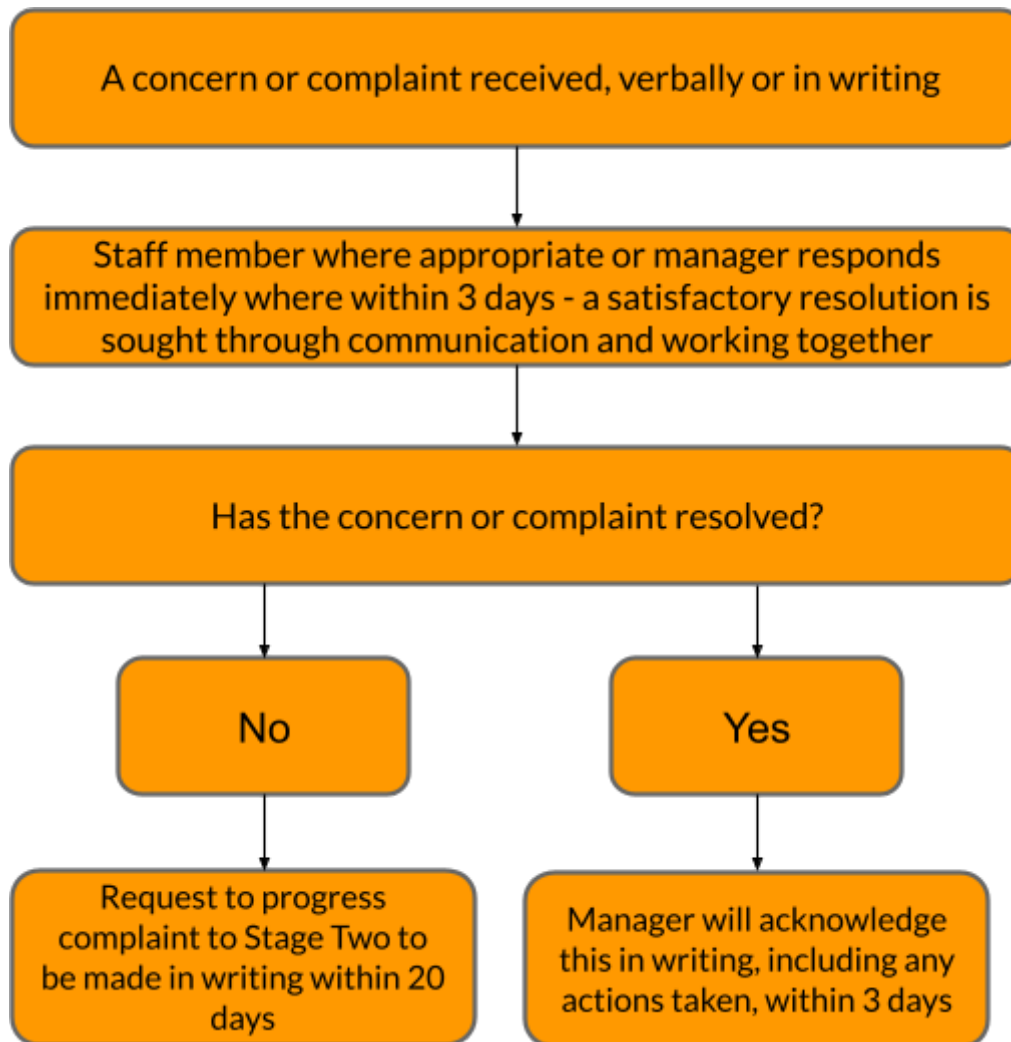 A concern or complaint received, verbally or in writing
Staff member where appropriate or manager responds
immediately where within 3 days - a satisfactory resolution is
sought through communication and working together
Has the concern or complaint resolved?
No
Yes
Request to progress
complaint to Stage Two to
be made in writing within 20
days
Manager will acknowledge
this in writing, including any
actions taken, within 3 days